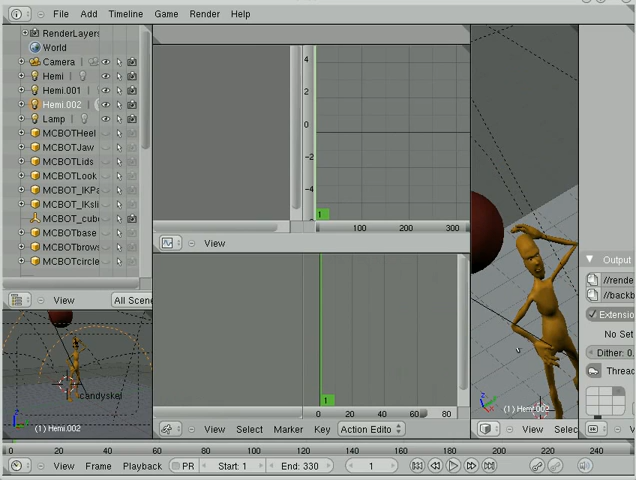 File Add Timeline Game Render Help
RenderLayers
World
Camera
Hemi
Hemi.001
Hemi.002
Lamp
MCBOTHeel
MCBOTJaw
MCBOTLids
MCBOTLook
MCBOT_IKPa
MCBOT_IKsli
MCBOT_cub
MCBOTbase
MCBOTbrows
MCBOTcircle
View All Scene
candyskel
(1) Hemi.002
4
2
0
-2
-4
1
100 200 300
View
1
0 20 40 60 80
View Select Marker Key Action Edito
(1) Hemi.002
View Selec
Output
//rende
//backb
Extensio
No Set
Dither: 0.
Thread
0 20 40 60 80 100 120 140 160 180 200 220 240
View Frame Playback PR Start: 1 End: 330 1